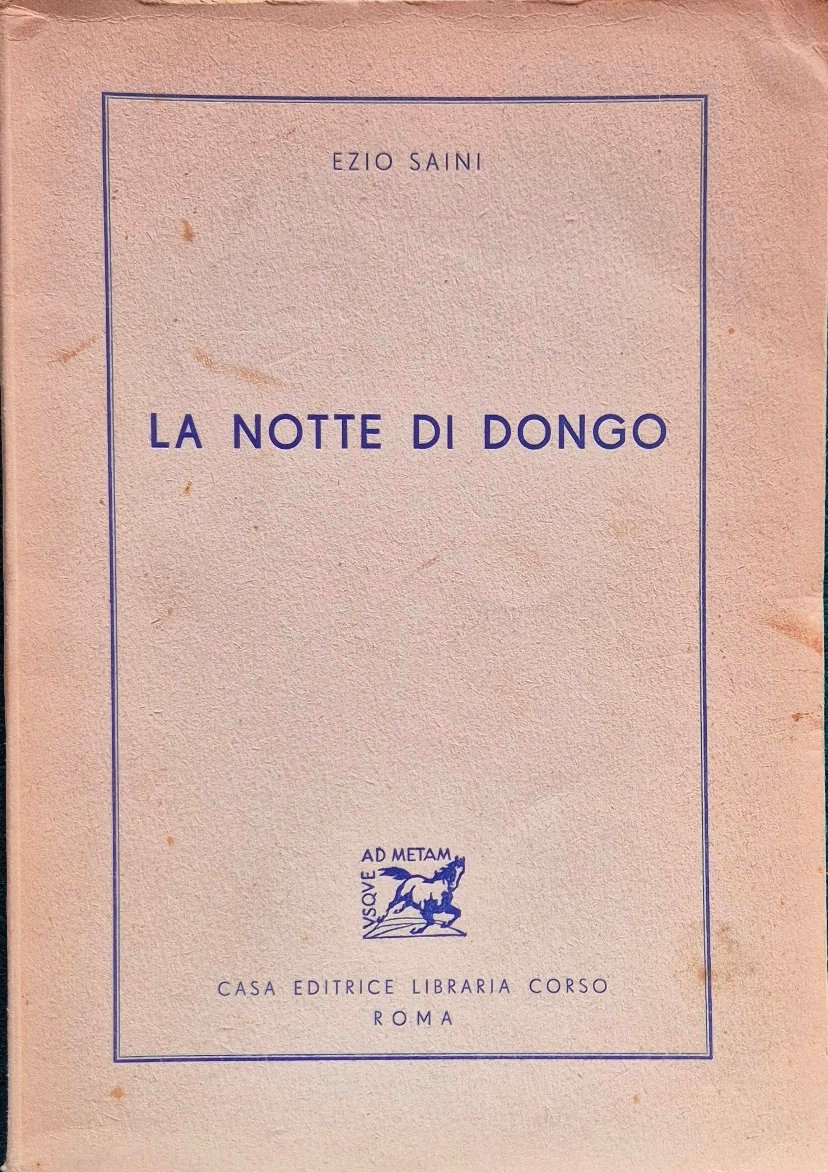 EZIO SAINI
LA NOTTE DI DONGO
VSQVE
AD METAM
CASA EDITRICE LIBRARIA CORSO
ROMA